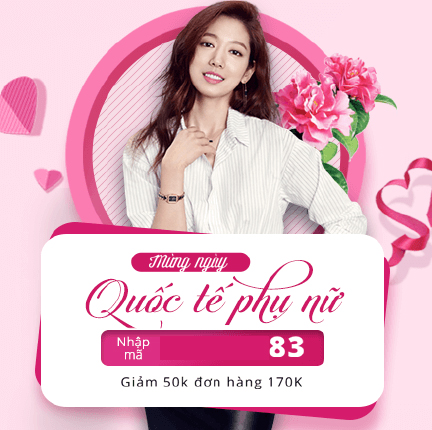 Mừng ngày
Quốc tế phụ nữ
Nhập
mã
83
Giảm 50k đơn hàng 170K